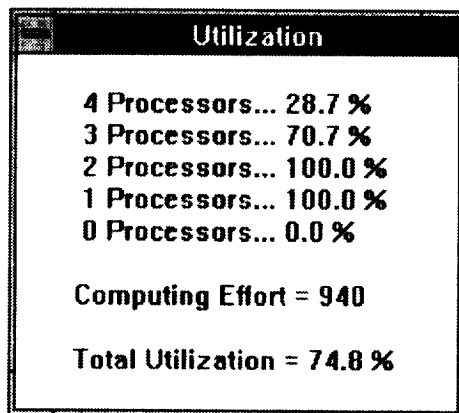 Utilization
4 Processors... 28.7 %
3 Processors... 70.7 %
2 Processors... 100.0 %
1 Processors... 100.0 %
0 Processors... 0.0 %
Computing Effort = 940
Total Utilization = 74.8 %